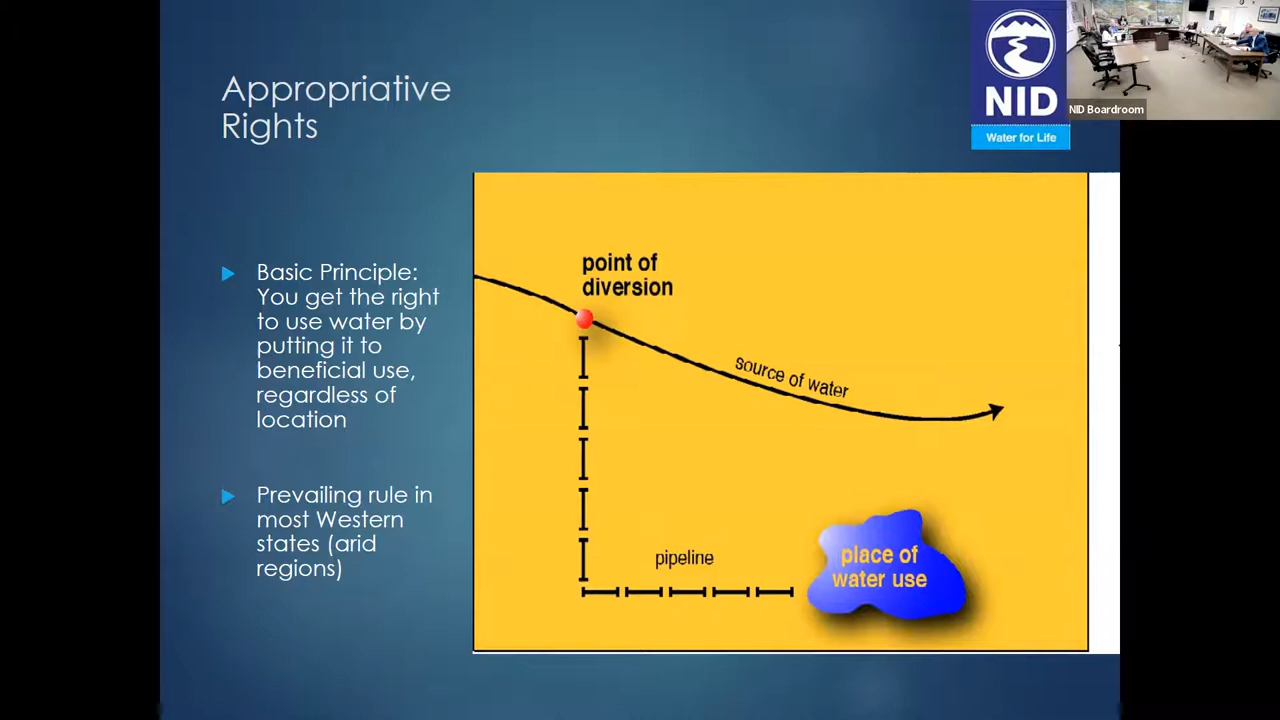 Appropriative
Rights
NID
Water for Life
NID Boardroom
Basic Principle:
You get the right
to use water by
putting it to
beneficial use,
regardless of
location
Prevailing rule in
most Western
states (arid
regions)
point of
diversion
source of water
pipeline
place of
water use